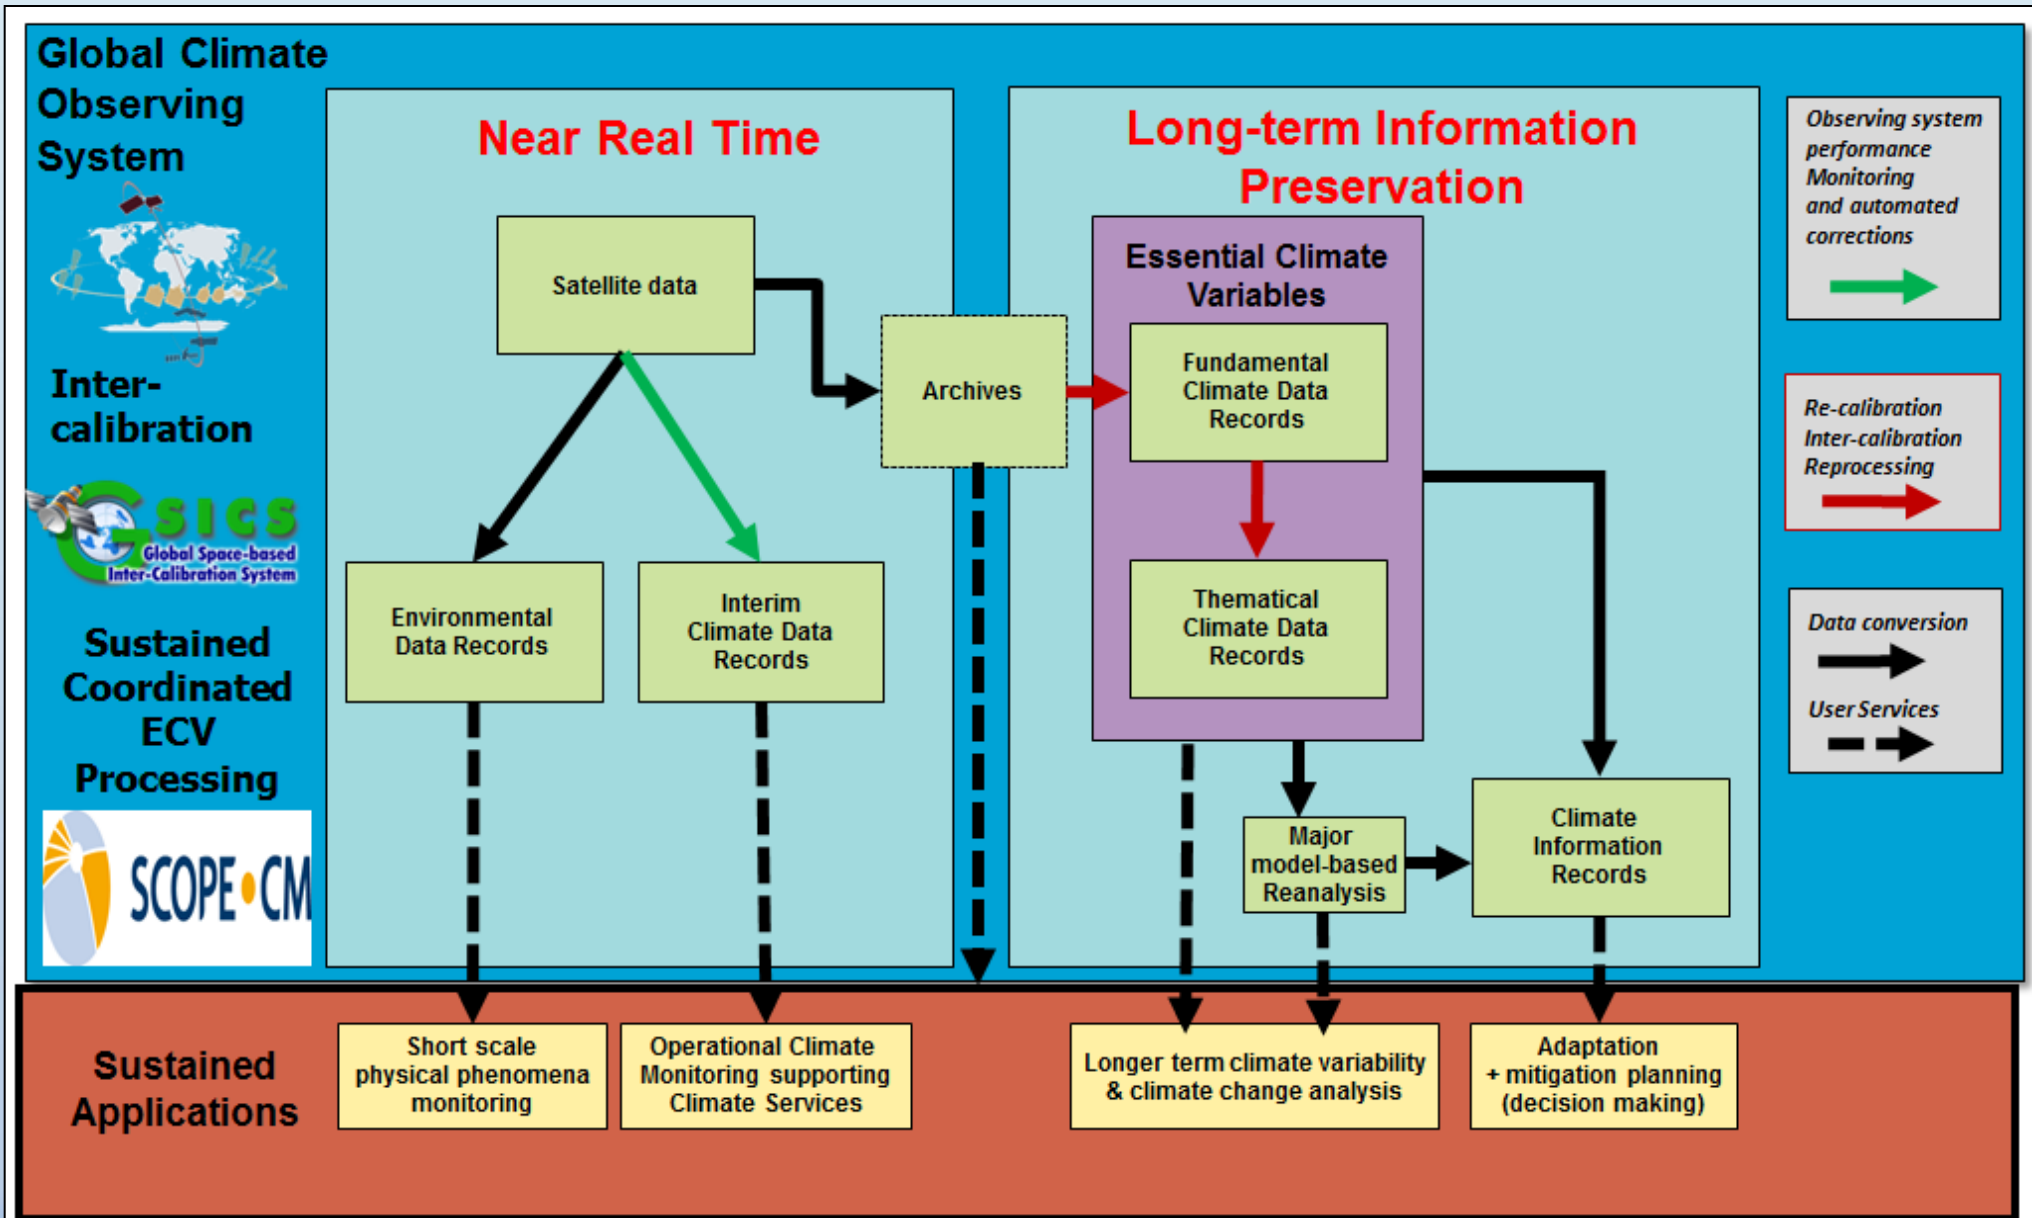 Global Climate
Observing
System
Inter-
calibration
GSICS
Global Space-based
Inter-Calibration System
Sustained
Coordinated
ECV
Processing
SCOPE•CM
Near Real Time
Satellite data
Archives
Environmental
Data Records
Interim
Climate Data
Records
Long-term Information
Preservation
Essential Climate
Variables
Fundamental
Climate Data
Records
Thematical
Climate Data
Records
Major
model-based
Reanalysis
Climate
Information
Records
Observing system
performance
Monitoring
and automated
corrections
Re-calibration
Inter-calibration
Reprocessing
Data conversion
User Services
Sustained
Applications
Short scale
physical phenomena
monitoring
Operational Climate
Monitoring supporting
Climate Services
Longer term climate variability
& climate change analysis
Adaptation
+ mitigation planning
(decision making)